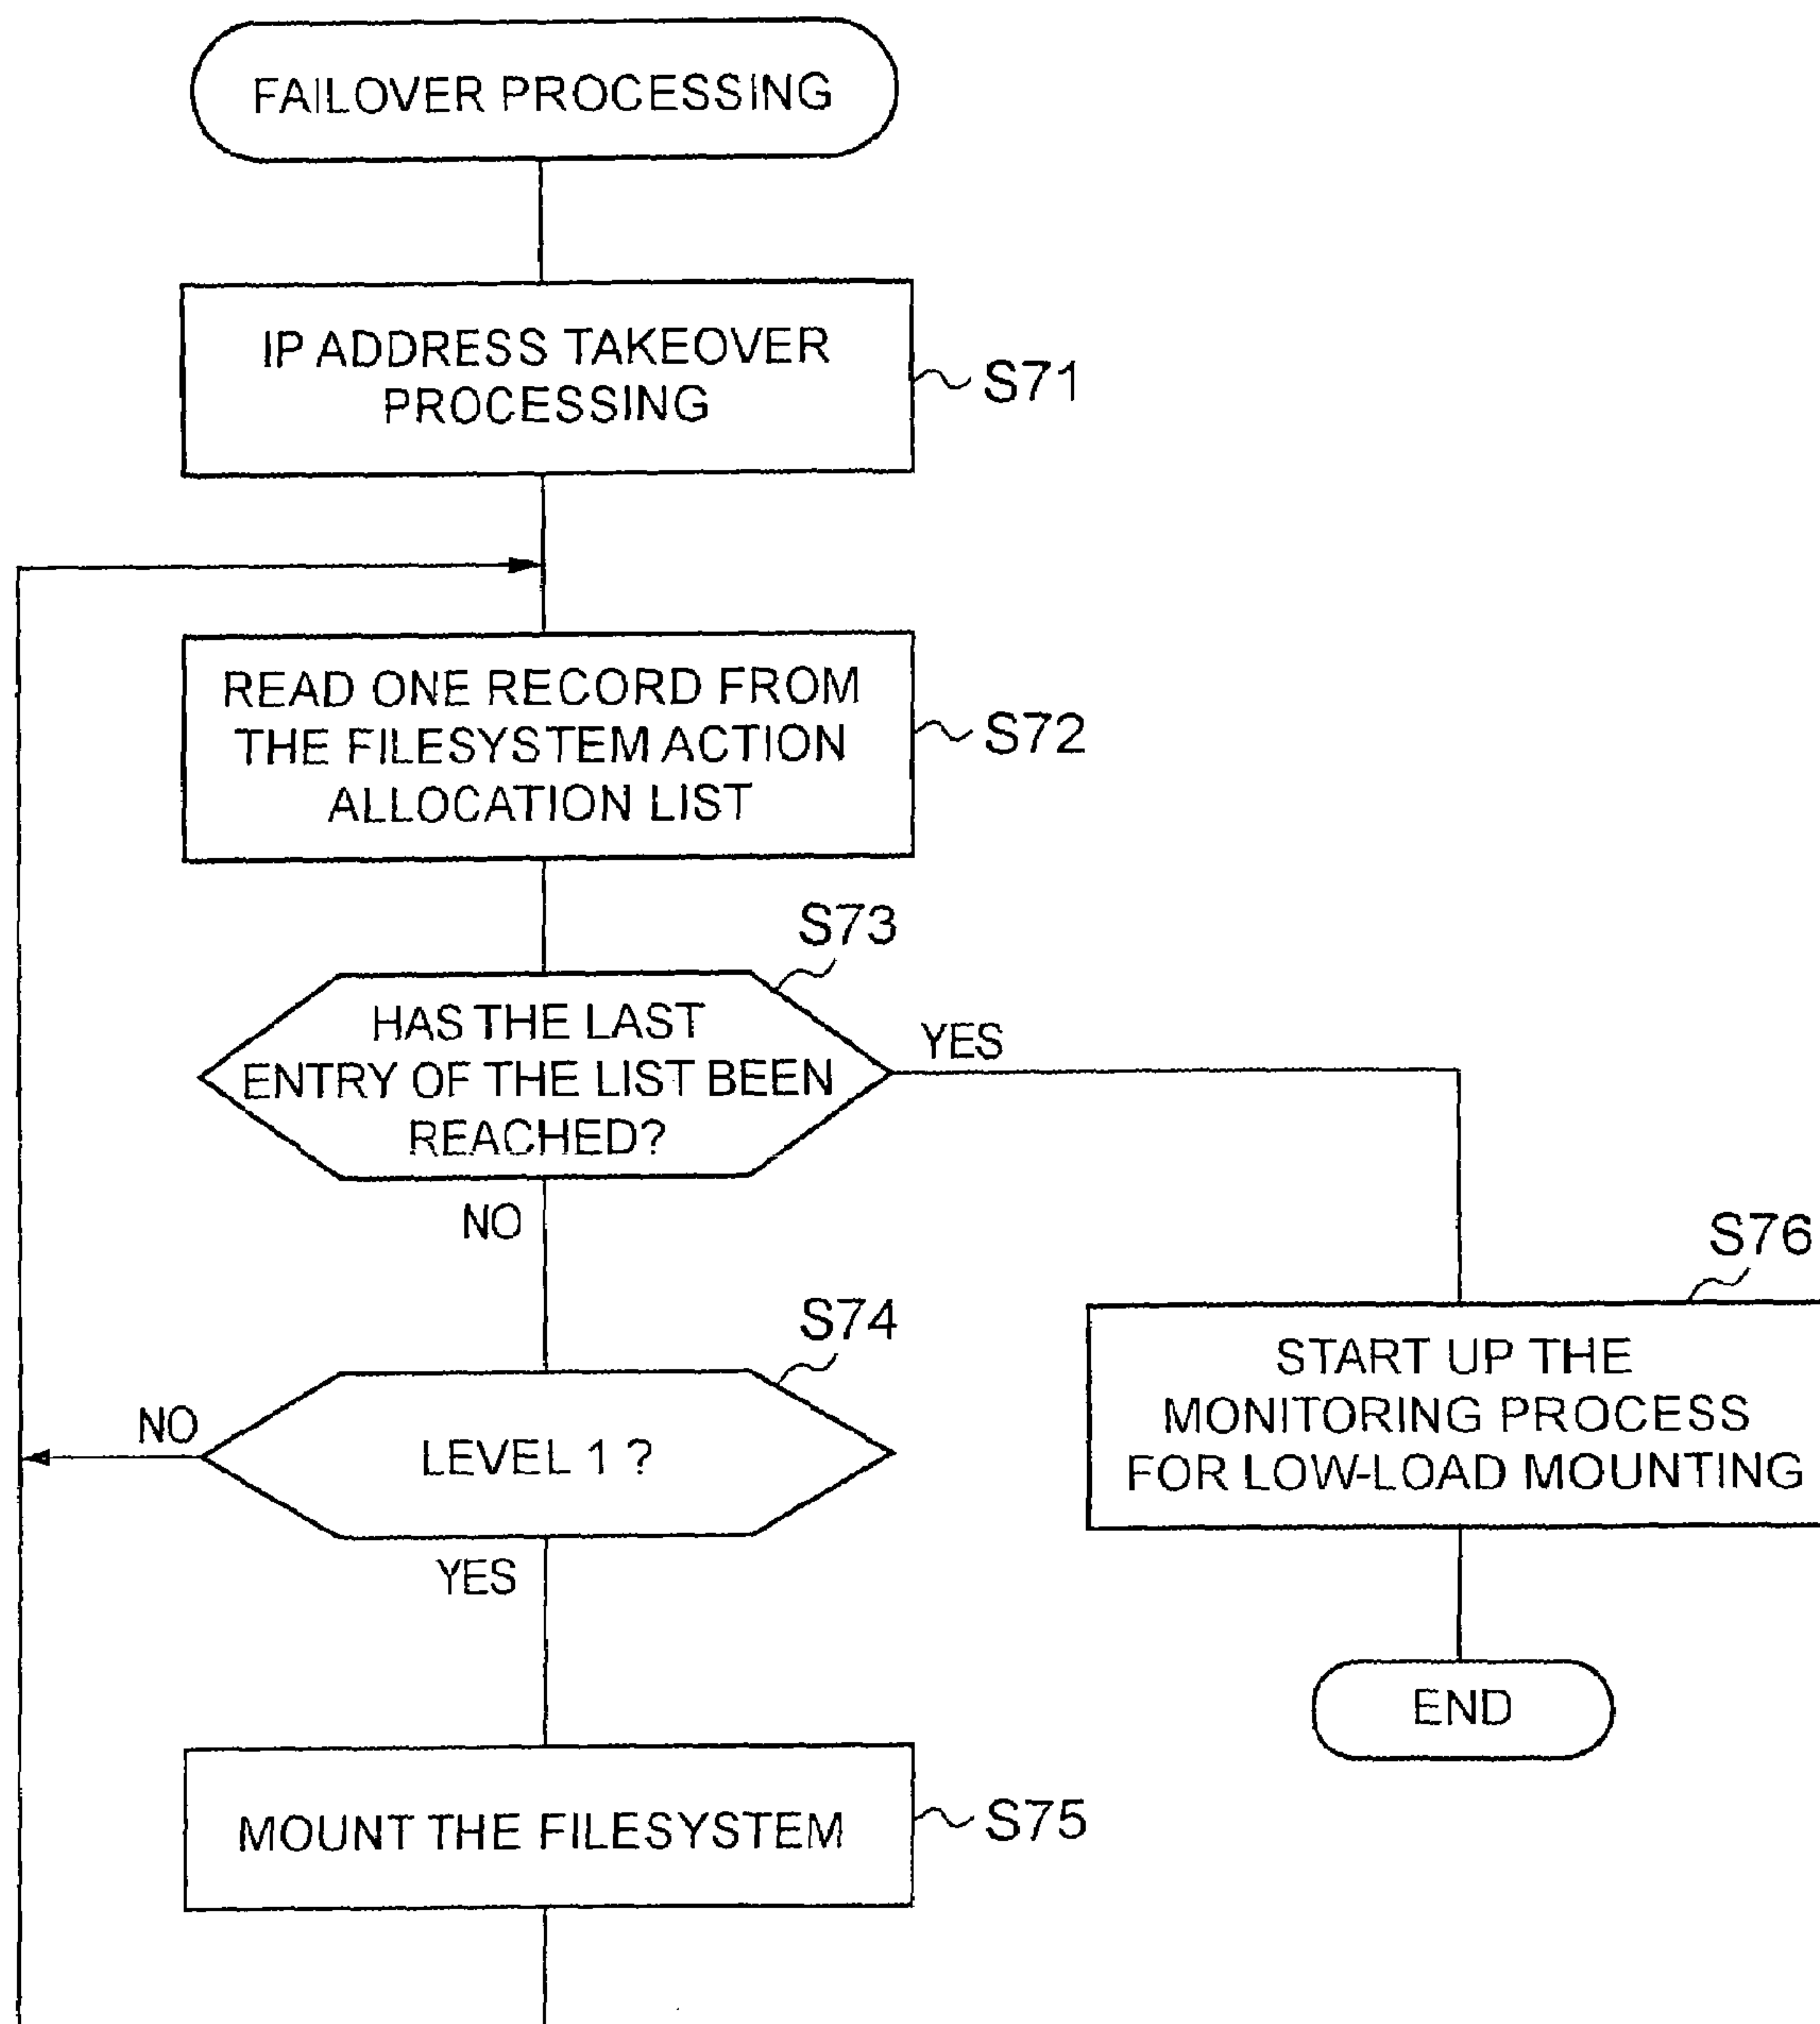 FAILOVER PROCESSING
IP ADDRESS TAKEOVER
PROCESSING
S71
READ ONE RECORD FROM
THE FILESYSTEM ACTION
ALLOCATION LIST
S72
S73
HAS THE LAST
ENTRY OF THE LIST BEEN
REACHED?
YES
NO
S74
LEVEL 1 ?
NO
YES
MOUNT THE FILESYSTEM
S75
S76
START UP THE
MONITORING PROCESS
FOR LOW-LOAD MOUNTING
END